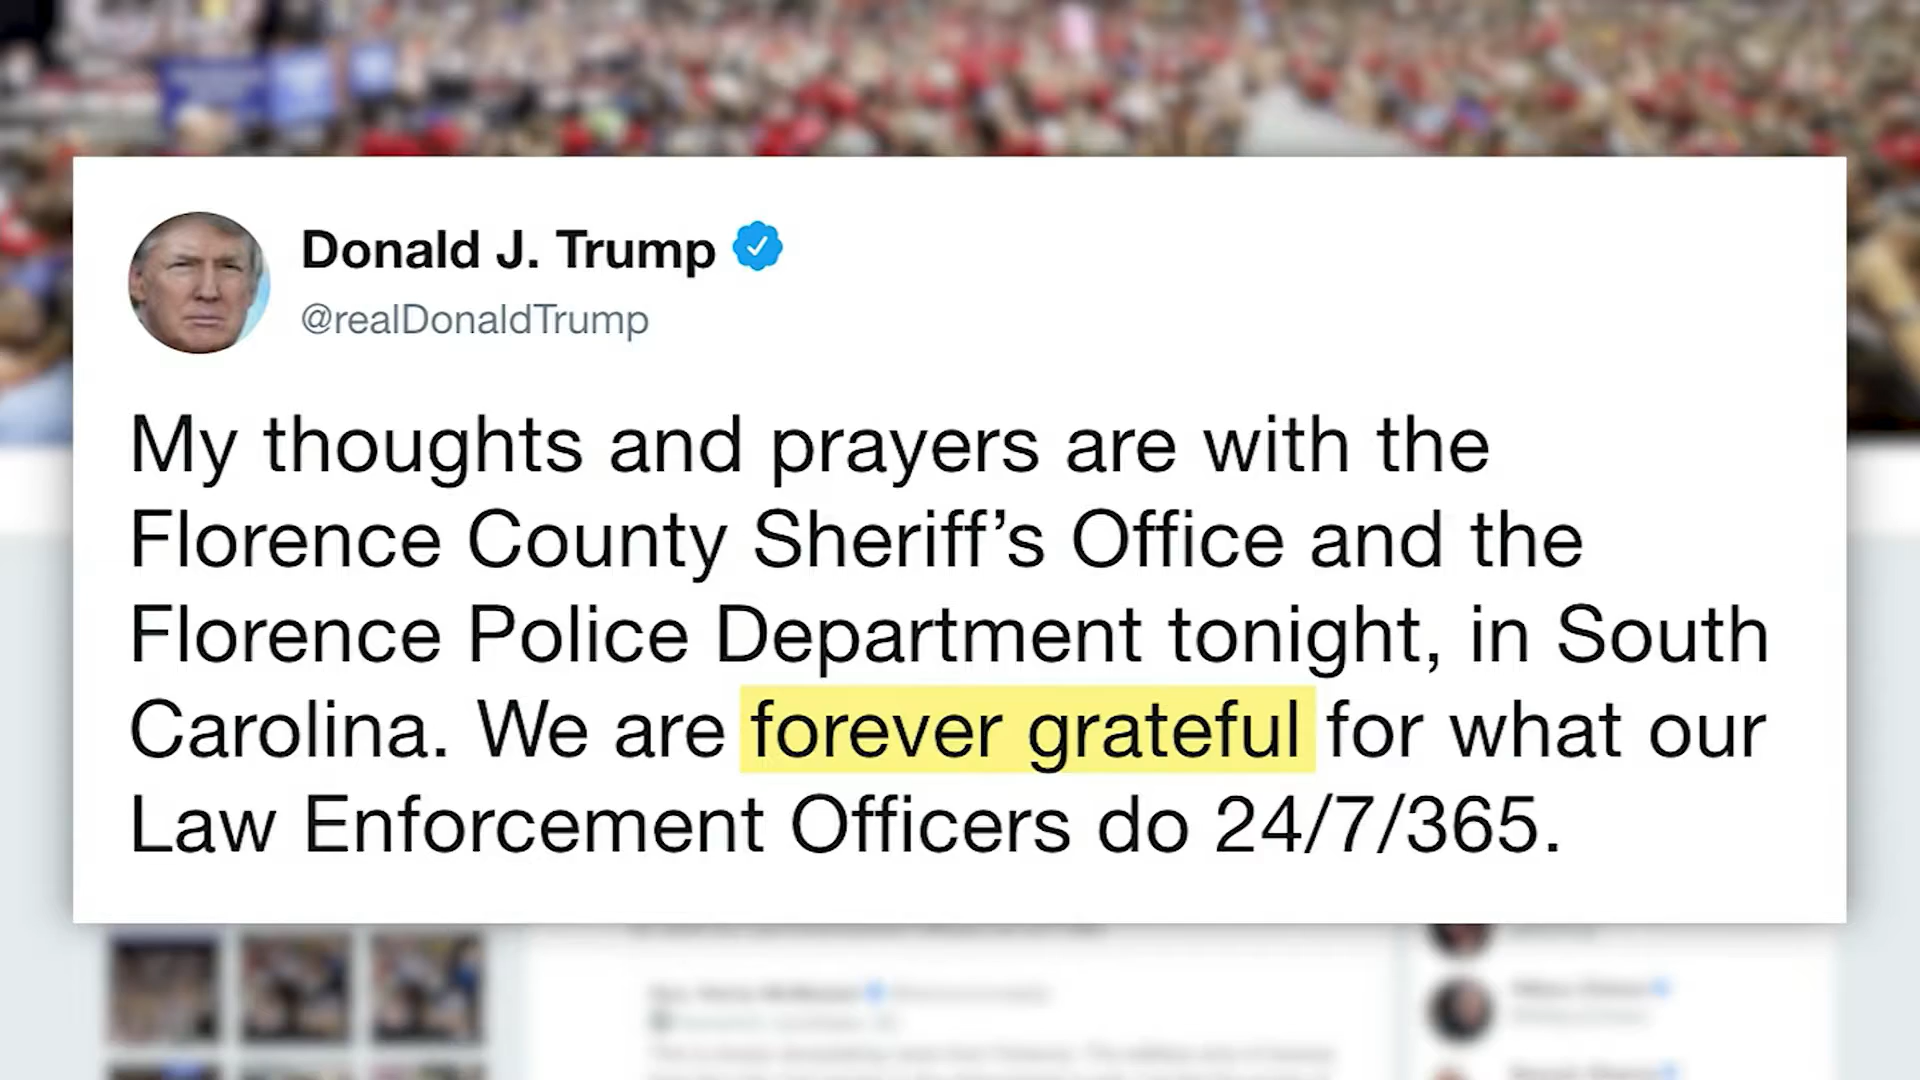 Donald J. Trump
@realDonaldTrump
My thoughts and prayers are with the
Florence County Sheriff’s Office and the
Florence Police Department tonight, in South
Carolina. We are forever grateful for what our
Law Enforcement Officers do 24/7/365.